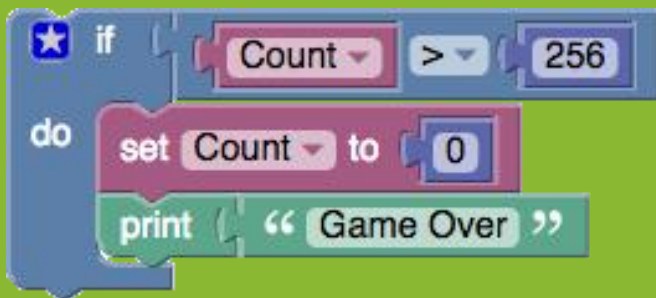 if Count > 256
do set Count to 0
print “ Game Over ”